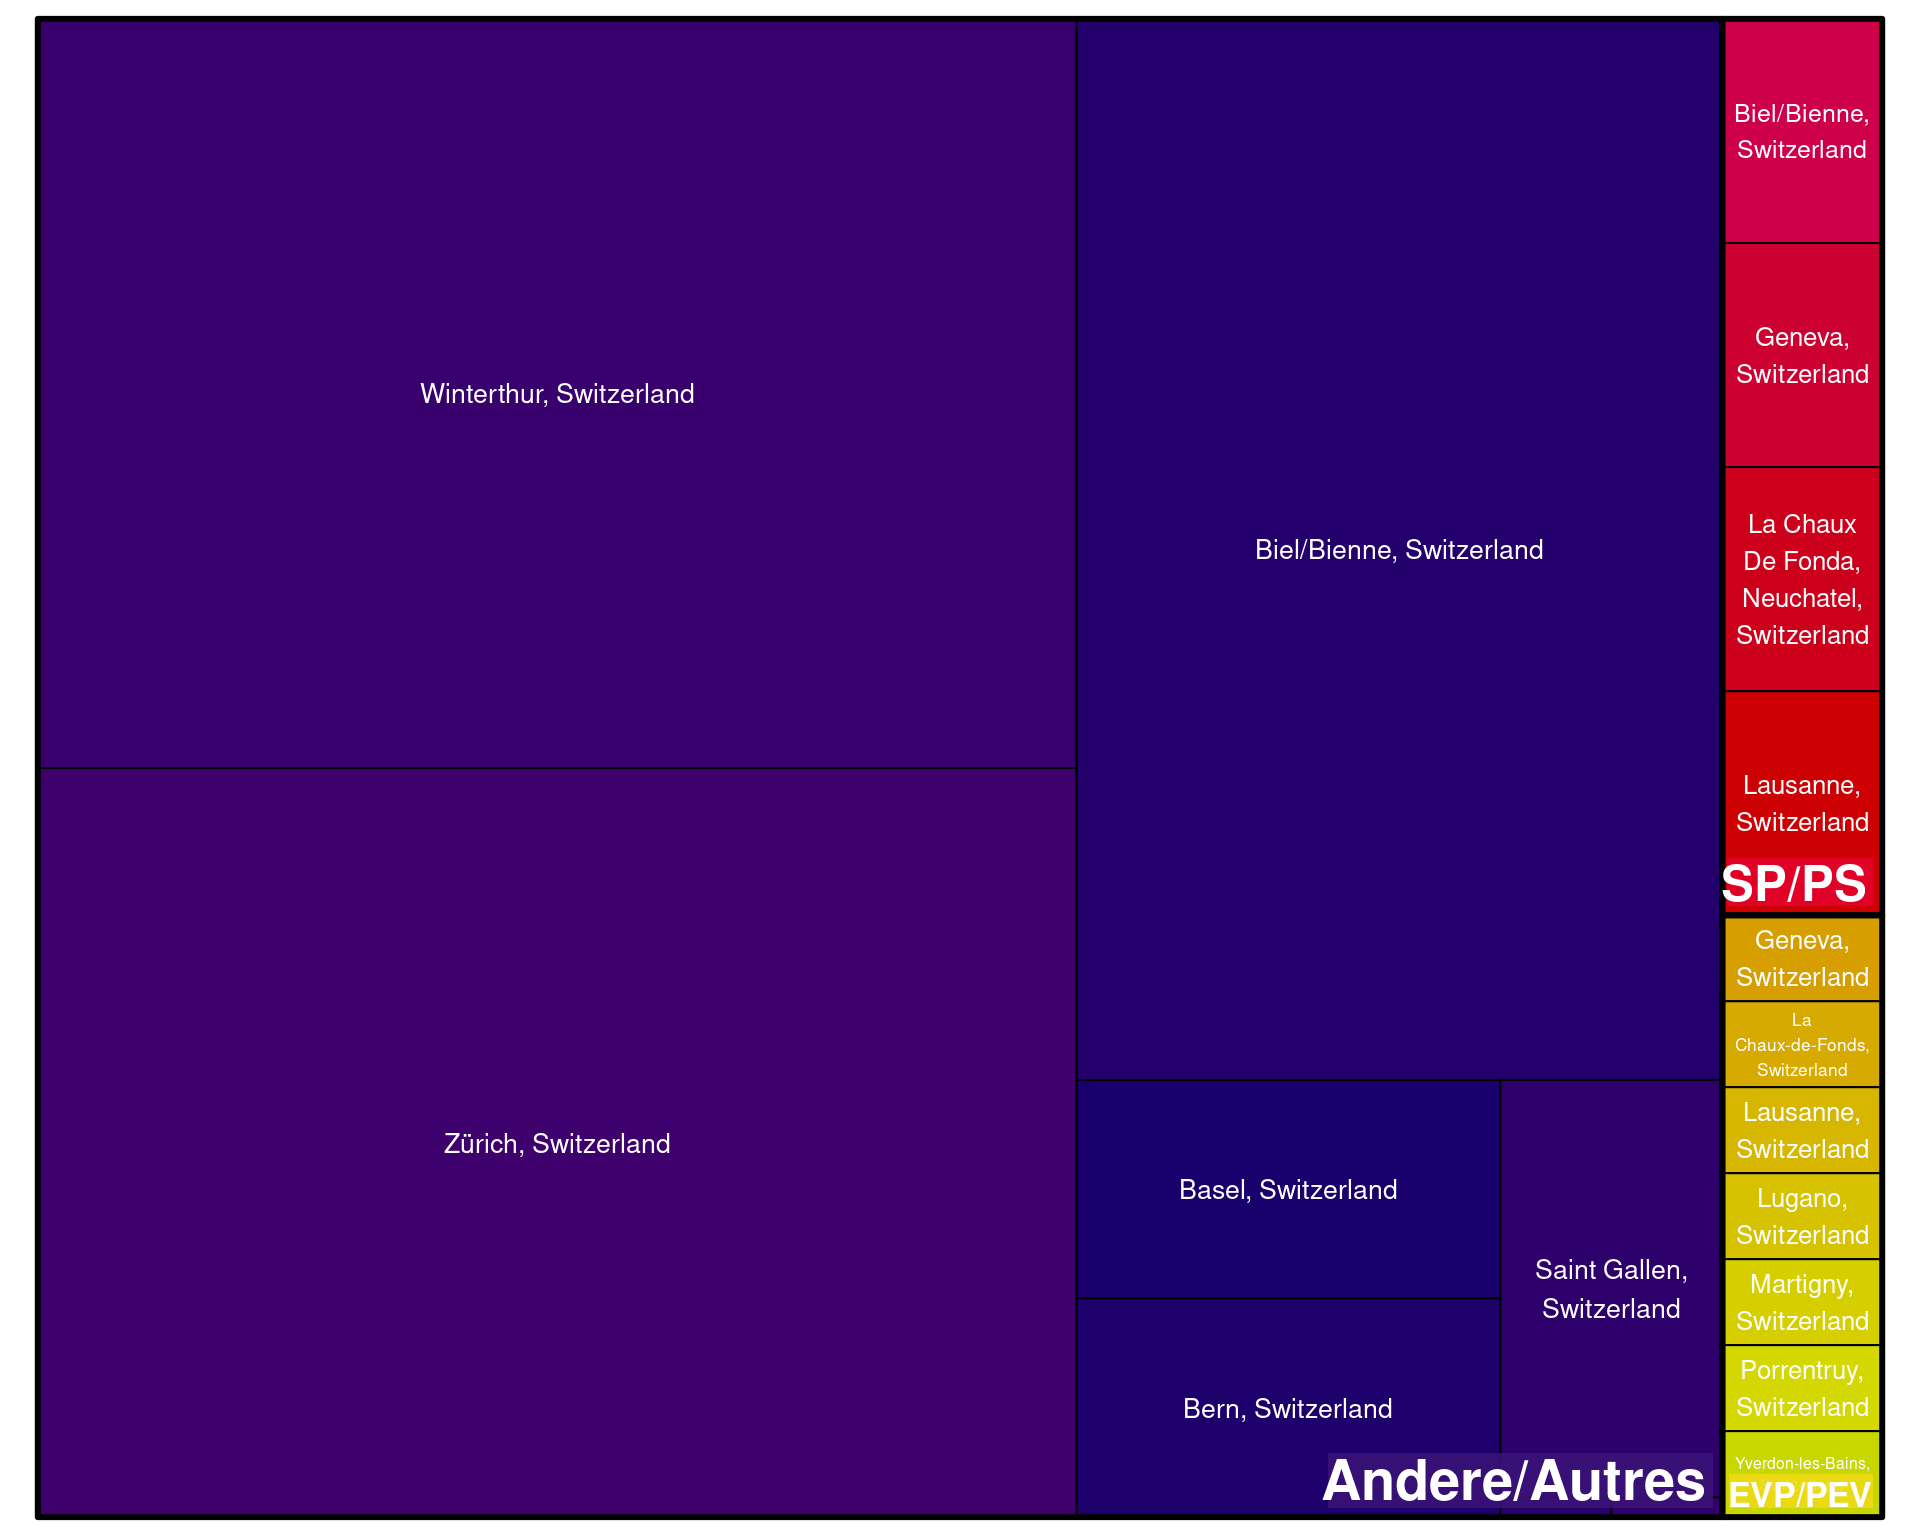 Winterthur, Switzerland
Zürich, Switzerland
Biel/Bienne, Switzerland
Basel, Switzerland
Bern, Switzerland
Saint Gallen,
Switzerland
Andere/Autres
Biel/Bienne,
Switzerland
Geneva,
Switzerland
La Chaux
De Fonda,
Neuchatel,
Switzerland
Lausanne,
Switzerland
SP/PS
Geneva,
Switzerland
La
Chaux-de-Fonds,
Switzerland
Lausanne,
Switzerland
Lugano,
Switzerland
Martigny,
Switzerland
Porrentruy,
Switzerland
Yverdon-les-Bains,
EVP/PEV